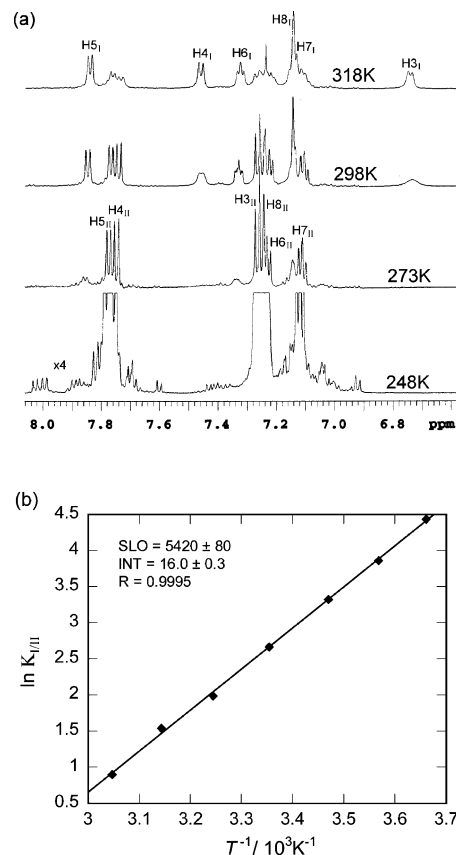 (a)
H5I
H4I
H6I
H8I
H7I
H3I
318K
298K
H5II
H4II
H3II
H8II
H6II
H7II
273K
x4
248K
8.0 7.8 7.6 7.4 7.2 7.0 6.8 ppm
(b)
4.5
4
3.5
3
2.5
2
1.5
1
0.5
SLO = 5420 ± 80
INT = 16.0 ± 0.3
R = 0.9995
ln KI/II
3 3.1 3.2 3.3 3.4 3.5 3.6 3.7
T⁻¹/ 10³K⁻¹